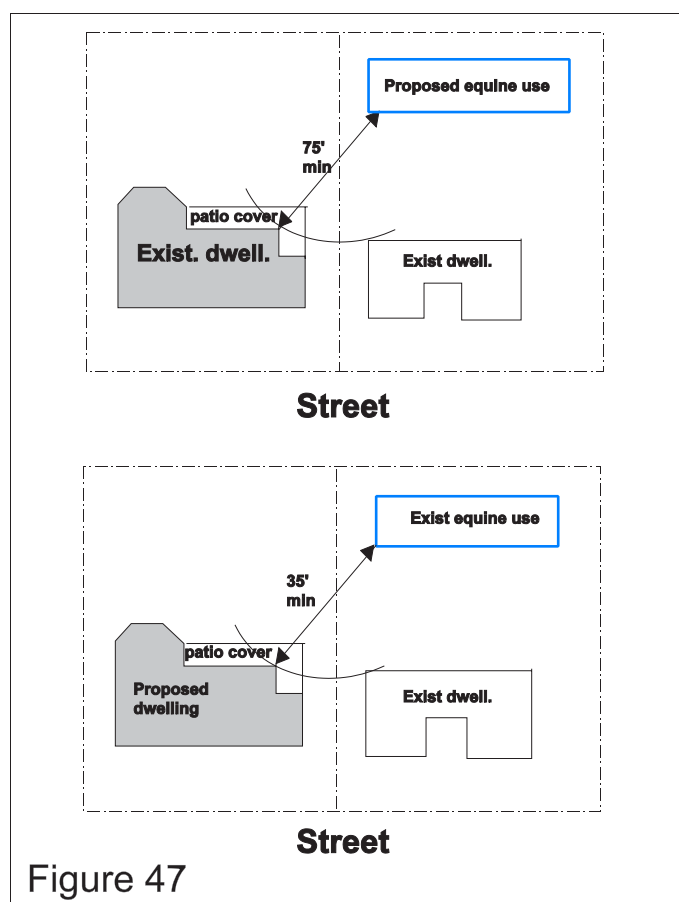 Proposed equine use
75'
min
patio cover
Exist. dwell.
Exist dwell.
Street
Exist equine use
35'
min
patio cover
Proposed
dwelling
Exist dwell.
Street
Figure 47